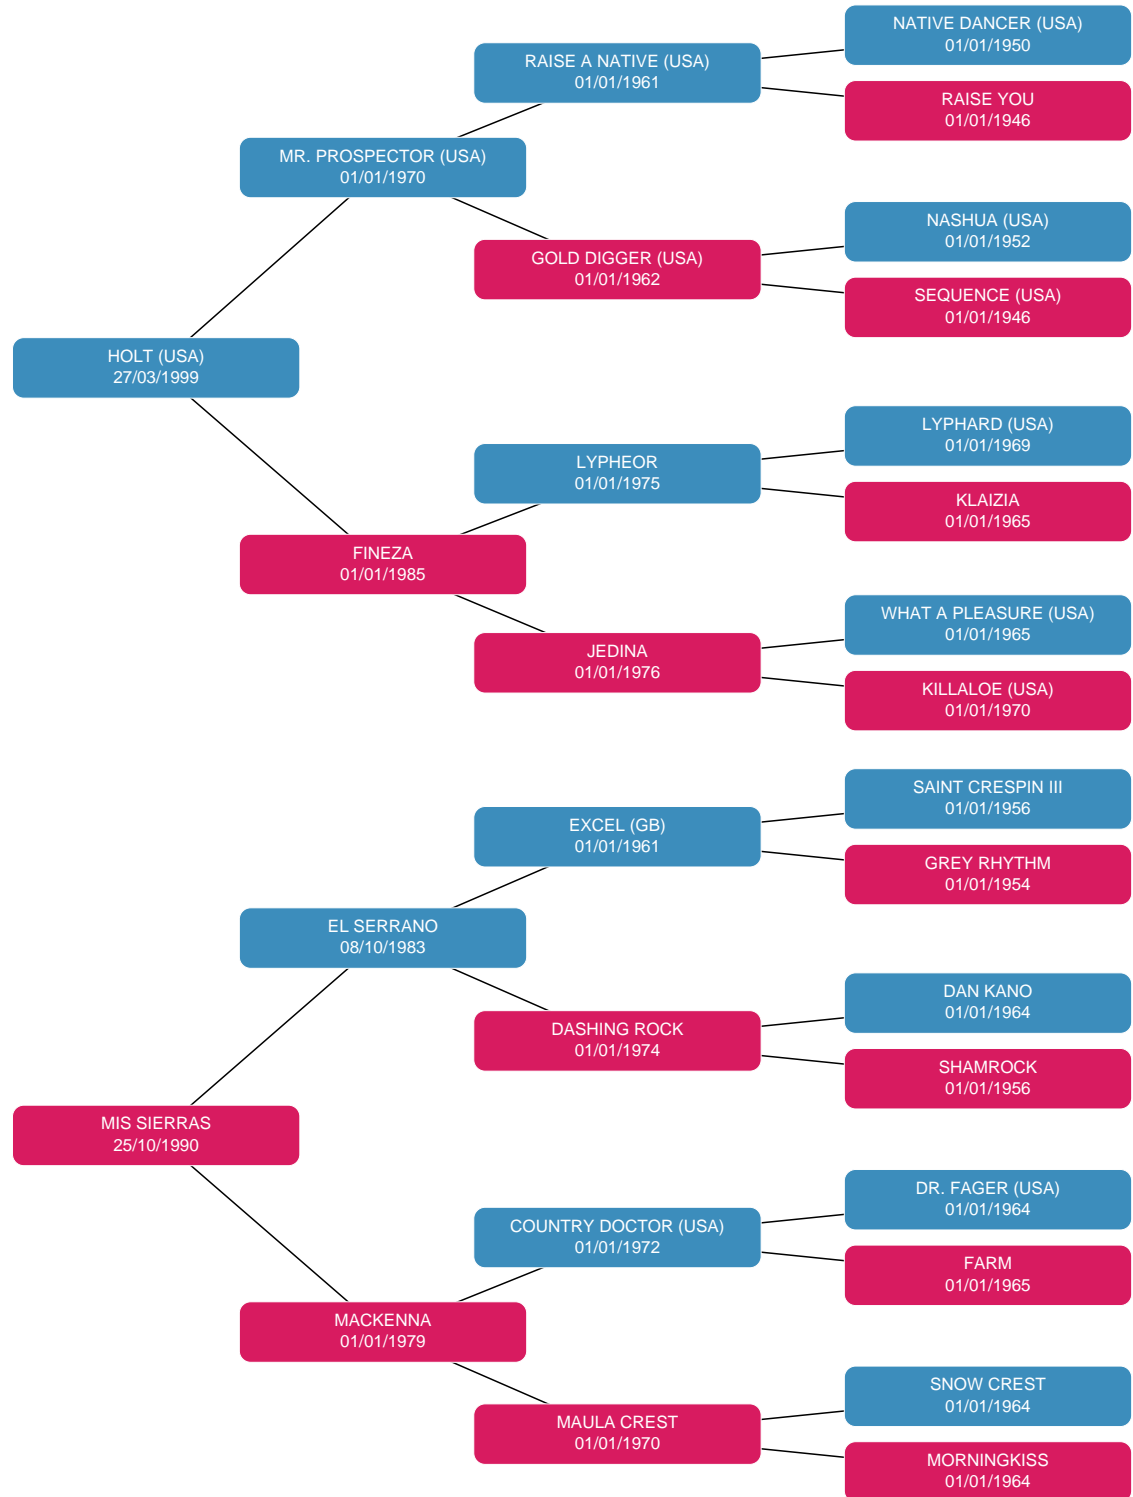 NATIVE DANCER (USA)
01/01/1950
RAISE A NATIVE (USA)
01/01/1961
RAISE YOU
01/01/1946
MR. PROSPECTOR (USA)
01/01/1970
NASHUA (USA)
01/01/1952
GOLD DIGGER (USA)
01/01/1962
SEQUENCE (USA)
01/01/1946
HOLT (USA)
27/03/1999
LYPHARD (USA)
01/01/1969
LYPHEOR
01/01/1975
KLAIZIA
01/01/1965
FINEZA
01/01/1985
WHAT A PLEASURE (USA)
01/01/1965
JEDINA
01/01/1976
KILLALOE (USA)
01/01/1970
SAINT CRESPIN III
01/01/1956
EXCEL (GB)
01/01/1961
GREY RHYTHM
01/01/1954
EL SERRANO
08/10/1983
DAN KANO
01/01/1964
DASHING ROCK
01/01/1974
SHAMROCK
01/01/1956
MIS SIERRAS
25/10/1990
DR. FAGER (USA)
01/01/1964
COUNTRY DOCTOR (USA)
01/01/1972
FARM
01/01/1965
MACKENNA
01/01/1979
SNOW CREST
01/01/1964
MAULA CREST
01/01/1970
MORNINGKISS
01/01/1964